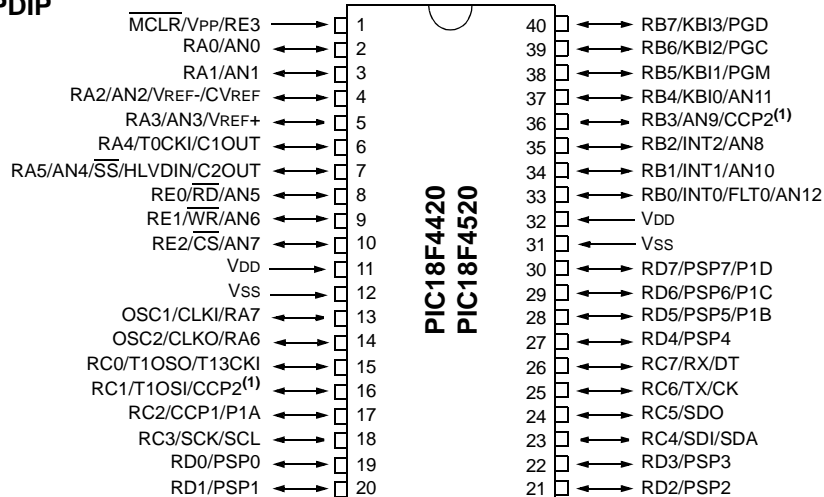 PDIP
MCLR/VPP/RE3 1 40 RB7/KBI3/PGD
RA0/AN0 2 39 RB6/KBI2/PGC
RA1/AN1 3 38 RB5/KBI1/PGM
RA2/AN2/VREF-/CVREF 4 37 RB4/KBI0/AN11
RA3/AN3/VREF+ 5 36 RB3/AN9/CCP2(1)
RA4/T0CKI/C1OUT 6 35 RB2/INT2/AN8
RA5/AN4/SS/HLVDIN/C2OUT 7 34 RB1/INT1/AN10
RE0/RD/AN5 8 33 RB0/INT0/FLT0/AN12
RE1/WR/AN6 9 32 VDD
RE2/CS/AN7 10 31 VSS
VDD 11 30 RD7/PSP7/P1D
VSS 12 29 RD6/PSP6/P1C
OSC1/CLKI/RA7 13 28 RD5/PSP5/P1B
OSC2/CLKO/RA6 14 27 RD4/PSP4
RC0/T1OSO/T13CKI 15 26 RC7/RX/DT
RC1/T1OSI/CCP2(1) 16 25 RC6/TX/CK
RC2/CCP1/P1A 17 24 RC5/SDO
RC3/SCK/SCL 18 23 RC4/SDI/SDA
RD0/PSP0 19 22 RD3/PSP3
RD1/PSP1 20 21 RD2/PSP2
PIC18F4420
PIC18F4520